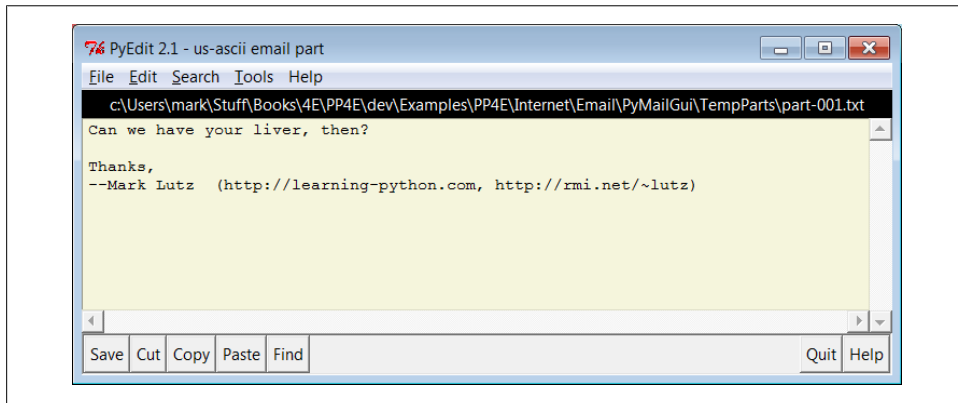 PyEdit 2.1 - us-ascii email part
File Edit Search Tools Help
c:\Users\mark\Stuff\Books\4E\PP4E\dev\Examples\PP4E\Internet\Email\PyMailGui\TempParts\part-001.txt
Can we have your liver, then?
Thanks,
--Mark Lutz (http://learning-python.com, http://rmi.net/~lutz)
Save Cut Copy Paste Find Quit Help